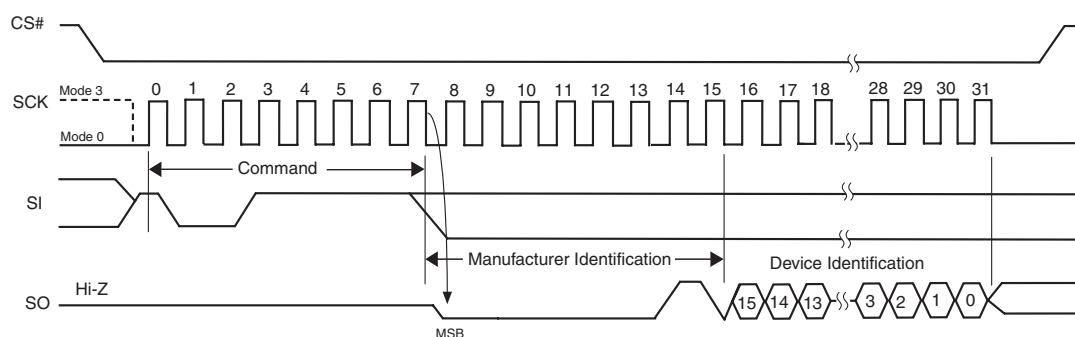 CS#
Mode 3
0 1 2 3 4 5 6 7 8 9 10 11 12 13 14 15 16 17 18 28 29 30 31
SCK
Mode 0
Command
SI
Manufacturer Identification
Device Identification
Hi-Z
SO
15 14 13 3 2 1 0
MSB